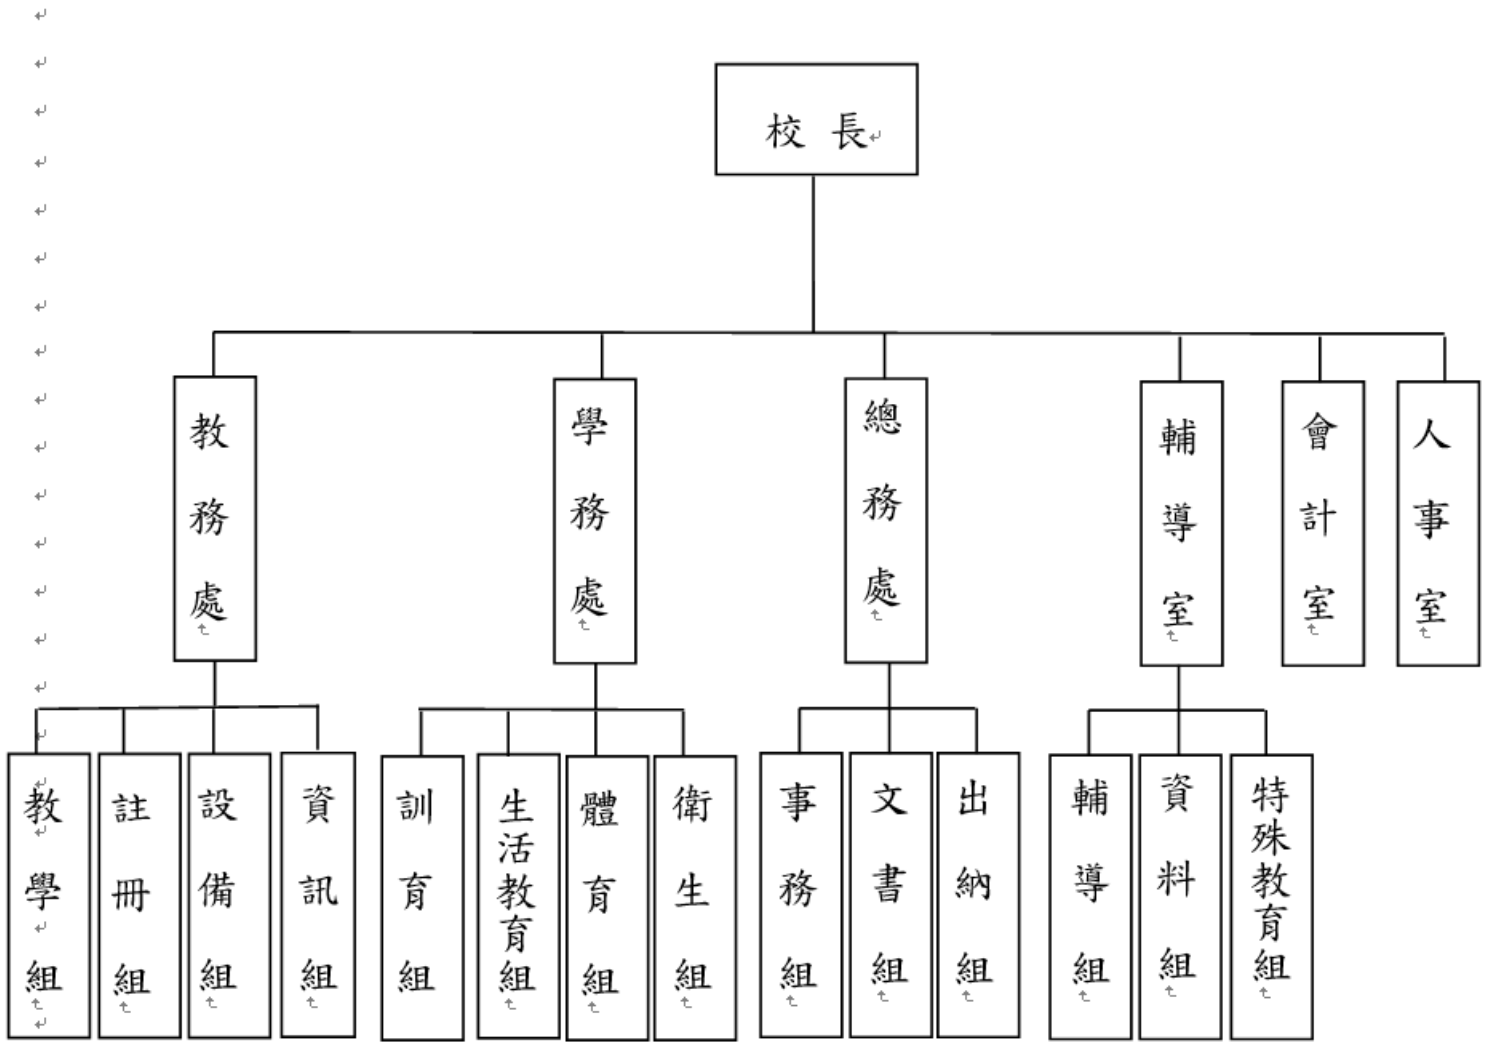 校 長
教務處
學務處
總務處
輔導室
會計室
人事室
教學組
註冊組
設備組
資訊組
訓育組
生活教育組
體育組
衛生組
事務組
文書組
出納組
輔導組
資料組
特殊教育組